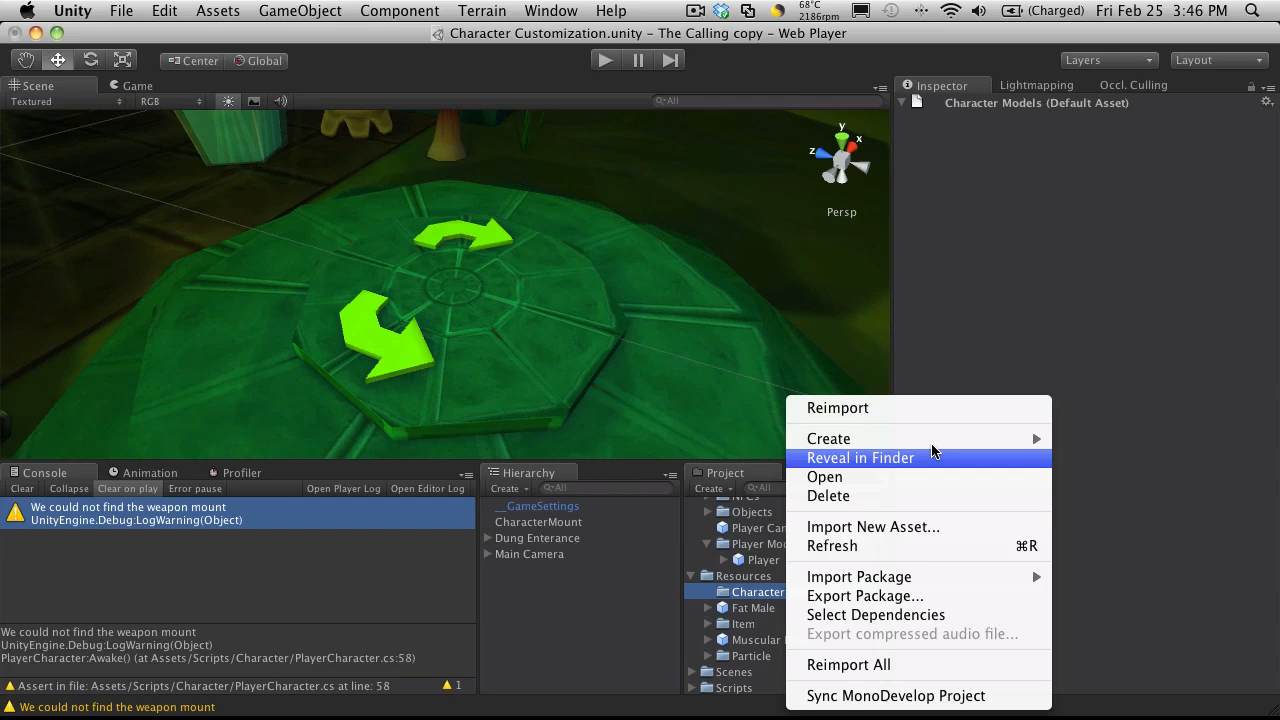 Unity File Edit Assets GameObject Component Terrain Window Help 68°C 2186rpm (Charged) Fri Feb 25 3:46 PM
Character Customization.unity – The Calling copy – Web Player
Center Global Layers Layout
Scene Game
Textured RGB All
Inspector Lightmapping Occl. Culling
Character Models (Default Asset)
y
x
z
Persp
Console Animation Profiler
Clear Collapse Clear on play Error pause Open Player Log Open Editor Log
We could not find the weapon mount
UnityEngine.Debug:LogWarning(Object)
We could not find the weapon mount
UnityEngine.Debug:LogWarning(Object)
PlayerCharacter:Awake() (at Assets/Scripts/Character/PlayerCharacter.cs:58)
Assert in file: Assets/Scripts/Character/PlayerCharacter.cs at line: 58 1
We could not find the weapon mount
Hierarchy
Create All
__GameSettings
CharacterMount
Dung Enterance
Main Camera
Project
Create All
NPCs
Objects
Player Can
Player Mo
Player
Resources
Character
Fat Male
Item
Muscular
Particle
Scenes
Scripts
Reimport
Create
Reveal in Finder
Open
Delete
Import New Asset...
Refresh ⌘R
Import Package
Export Package...
Select Dependencies
Export compressed audio file...
Reimport All
Sync MonoDevelop Project